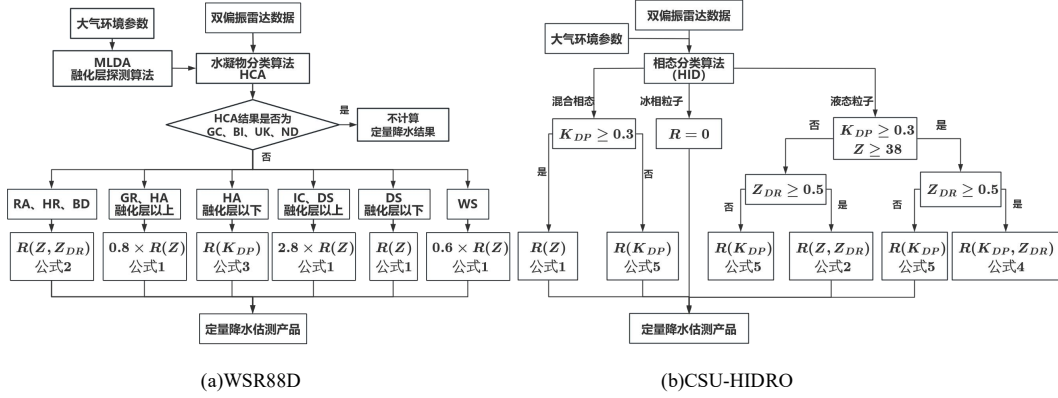 大气环境参数
双偏振雷达数据
MLDA
融化层探测算法
水凝物分类算法
HCA
HCA结果是否为
GC、BI、UK、ND
是
不计算
定量降水结果
否
RA、HR、BD
GR、HA
融化层以上
HA
融化层以下
IC、DS
融化层以上
DS
融化层以下
WS
R(Z, Z_DR)
公式2
0.8 × R(Z)
公式1
R(K_DP)
公式3
2.8 × R(Z)
公式1
R(Z)
公式1
0.6 × R(Z)
公式1
定量降水估测产品
(a)WSR88D
双偏振雷达数据
大气环境参数
相态分类算法
(HID)
混合相态
冰相粒子
液态粒子
K_DP ≥ 0.3
R = 0
否
K_DP ≥ 0.3
Z ≥ 38
是
是
否
Z_DR ≥ 0.5
Z_DR ≥ 0.5
否
是
否
是
R(Z)
公式1
R(K_DP)
公式5
R(K_DP)
公式5
R(Z, Z_DR)
公式2
R(K_DP)
公式5
R(K_DP, Z_DR)
公式4
定量降水估测产品
(b)CSU-HIDRO